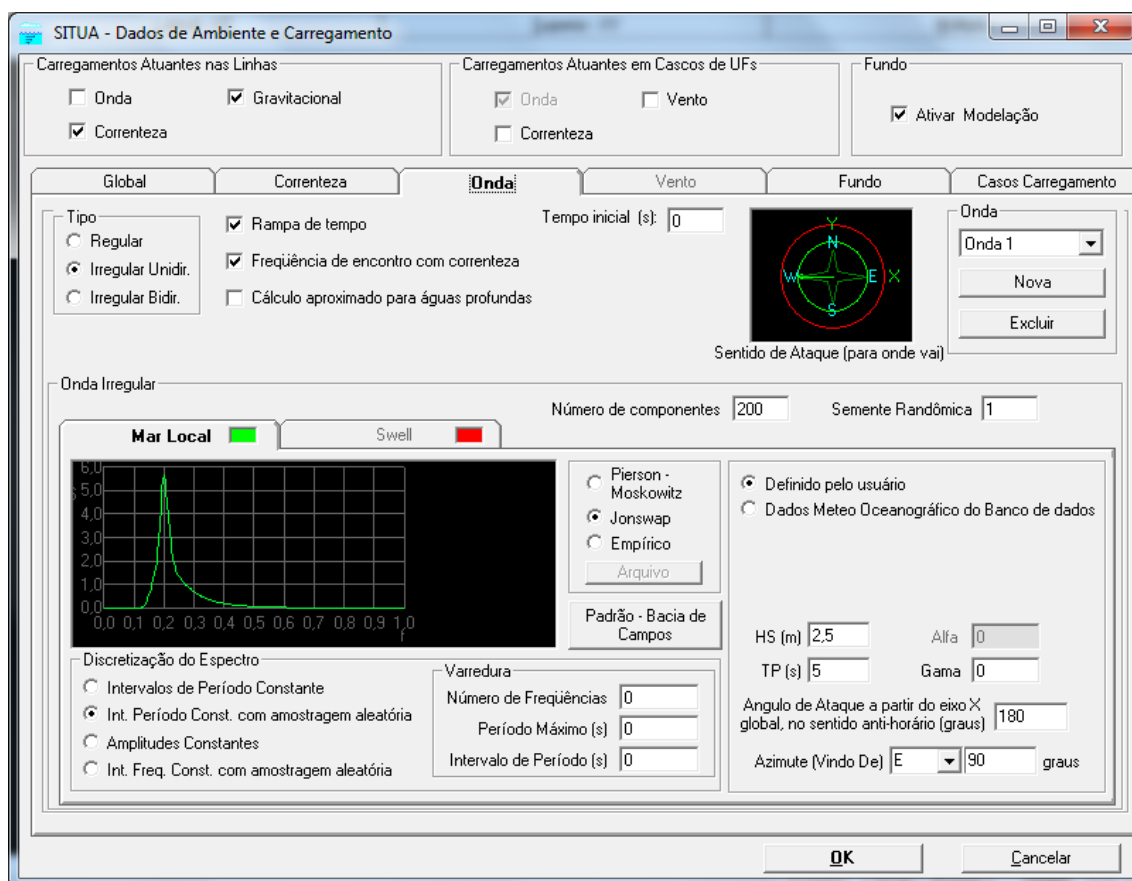 SITUA - Dados de Ambiente e Carregamento
Carregamentos Atuantes nas Linhas
Onda
Gravitacional
Correnteza
Carregamentos Atuantes em Cascos de UFs
Onda
Vento
Correnteza
Fundo
Ativar Modelação
Global
Correnteza
Onda
Vento
Fundo
Casos Carregamento
Tipo
Regular
Irregular Unidir.
Irregular Bidir.
Rampa de tempo
Freqüência de encontro com correnteza
Cálculo aproximado para águas profundas
Tempo inicial (s): 0
Y
N
W E X
S
Sentido de Ataque (para onde vai)
Onda
Onda 1
Nova
Excluir
Onda Irregular
Número de componentes 200
Semente Randômica 1
Mar Local
Swell
6,0
s 5,0
4,0
3,0
2,0
1,0
0,0
0,0 0,1 0,2 0,3 0,4 0,5 0,6 0,7 0,8 0,9 1,0
f
Pierson -
Moskowitz
Jonswap
Empírico
Arquivo
Padrão - Bacia de
Campos
Definido pelo usuário
Dados Meteo Oceanográfico do Banco de dados
HS (m) 2,5
Alfa 0
TP (s) 5
Gama 0
Angulo de Ataque a partir do eixo X
global, no sentido anti-horário (graus) 180
Azimute (Vindo De) E 90 graus
Discretização do Espectro
Intervalos de Período Constante
Int. Período Const. com amostragem aleatória
Amplitudes Constantes
Int. Freq. Const. com amostragem aleatória
Varredura
Número de Freqüências 0
Período Máximo (s) 0
Intervalo de Período (s) 0
OK
Cancelar